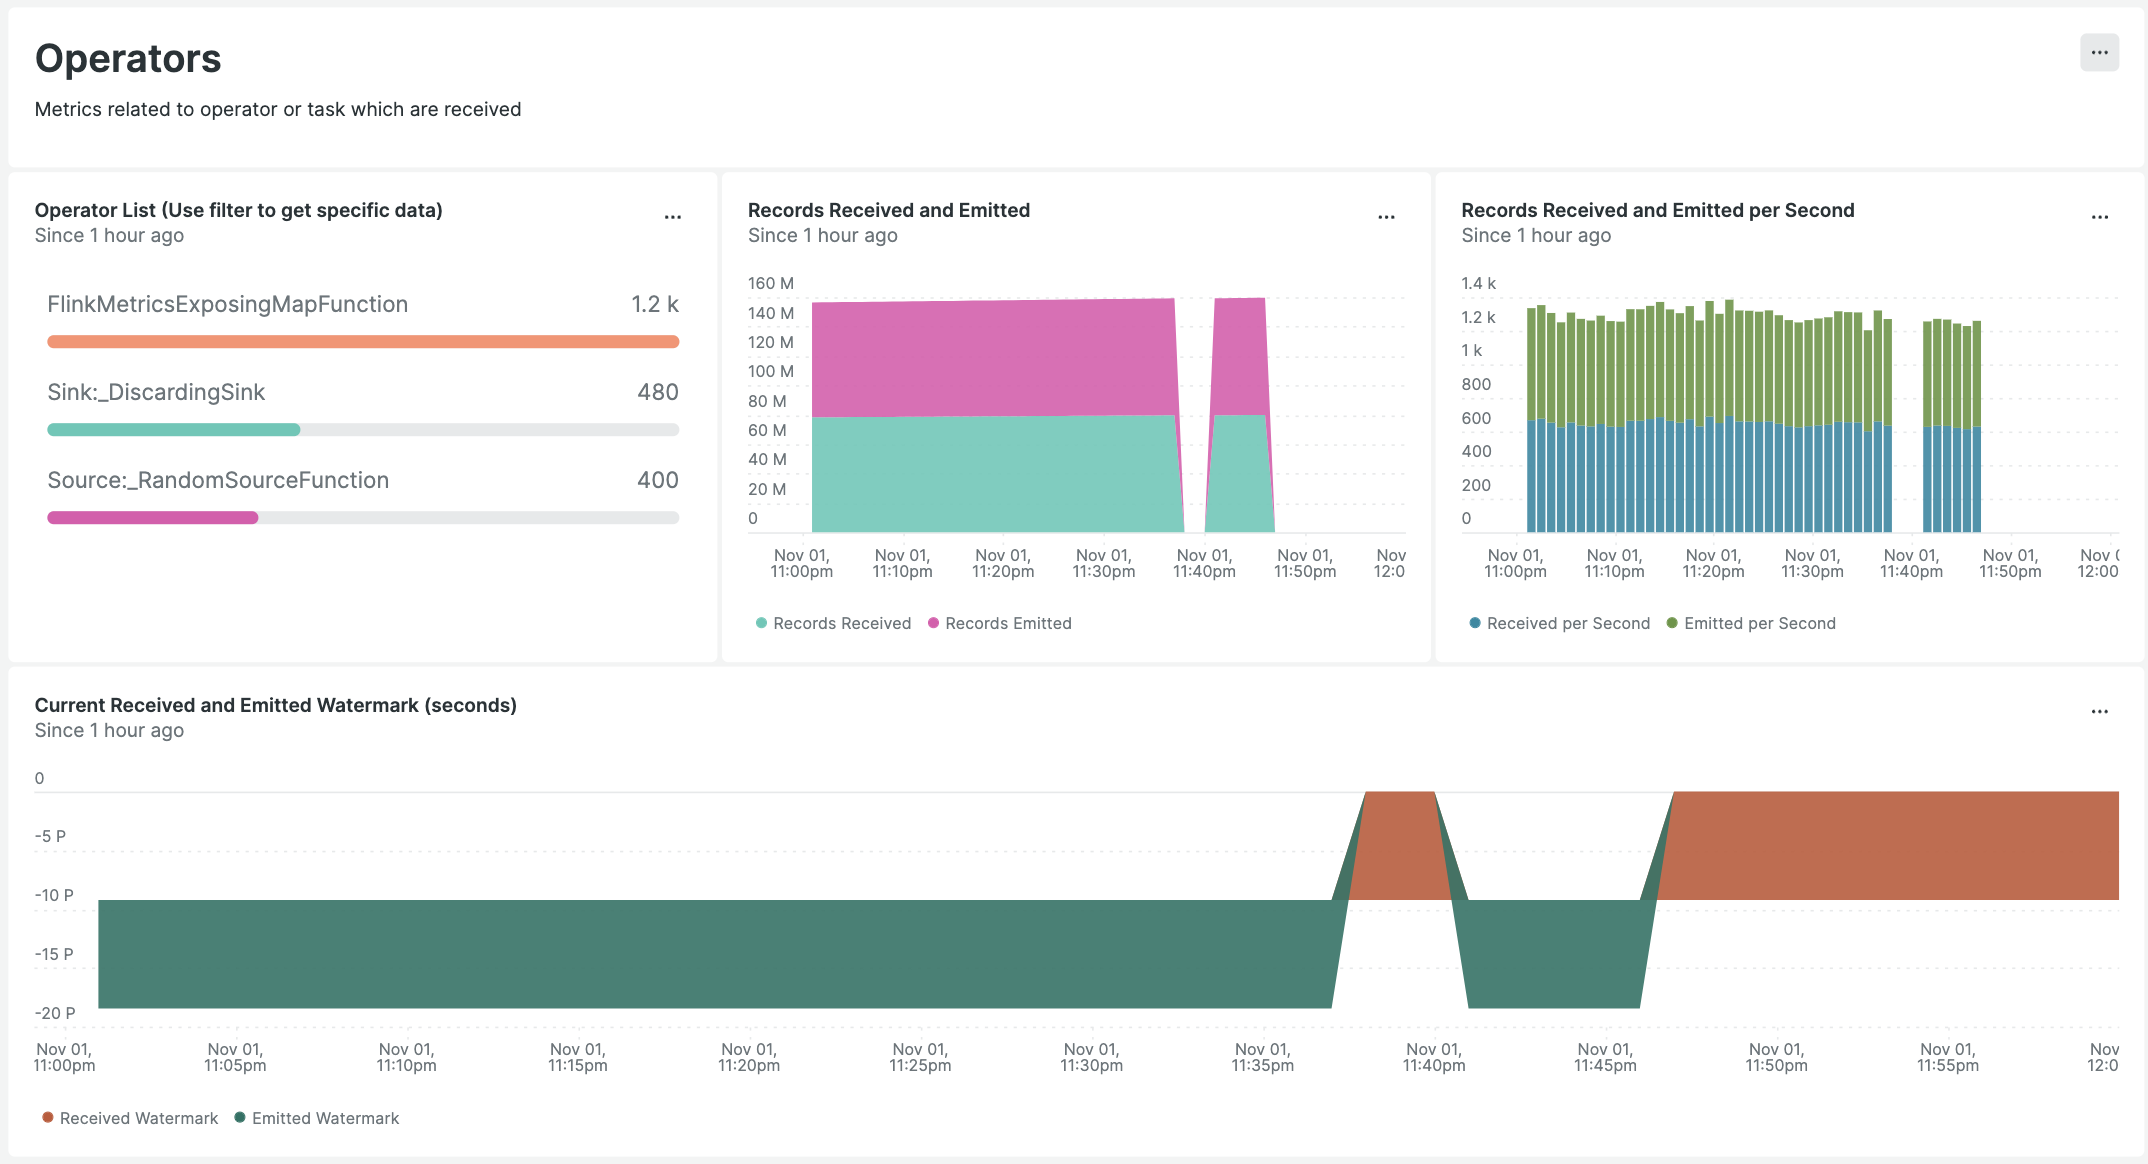 Operators
...
Metrics related to operator or task which are received
Operator List (Use filter to get specific data)
...
Since 1 hour ago
FlinkMetricsExposingMapFunction 1.2 k
Sink:_DiscardingSink 480
Source:_RandomSourceFunction 400
Records Received and Emitted
...
Since 1 hour ago
160 M
140 M
120 M
100 M
80 M
60 M
40 M
20 M
0
Nov 01, Nov 01, Nov 01, Nov 01, Nov 01, Nov 01, Nov
11:00pm 11:10pm 11:20pm 11:30pm 11:40pm 11:50pm 12:0
Records Received Records Emitted
Records Received and Emitted per Second
...
Since 1 hour ago
1.4 k
1.2 k
1 k
800
600
400
200
0
Nov 01, Nov 01, Nov 01, Nov 01, Nov 01, Nov 01, Nov
11:00pm 11:10pm 11:20pm 11:30pm 11:40pm 11:50pm 12:00
Received per Second Emitted per Second
Current Received and Emitted Watermark (seconds)
...
Since 1 hour ago
0
-5 P
-10 P
-15 P
-20 P
Nov 01, Nov 01, Nov 01, Nov 01, Nov 01, Nov 01, Nov 01, Nov 01, Nov 01, Nov 01, Nov 01, Nov 01, Nov
11:00pm 11:05pm 11:10pm 11:15pm 11:20pm 11:25pm 11:30pm 11:35pm 11:40pm 11:45pm 11:50pm 11:55pm 12:0
Received Watermark Emitted Watermark